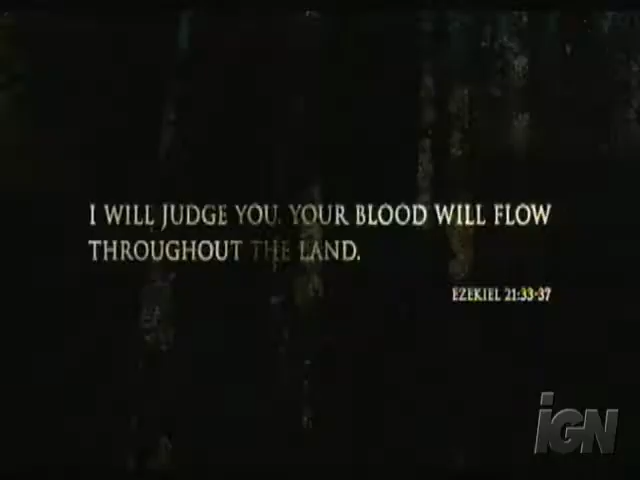 I WILL JUDGE YOU. YOUR BLOOD WILL FLOW
THROUGHOUT THE LAND.
EZEKIEL 21:33-37
IGN